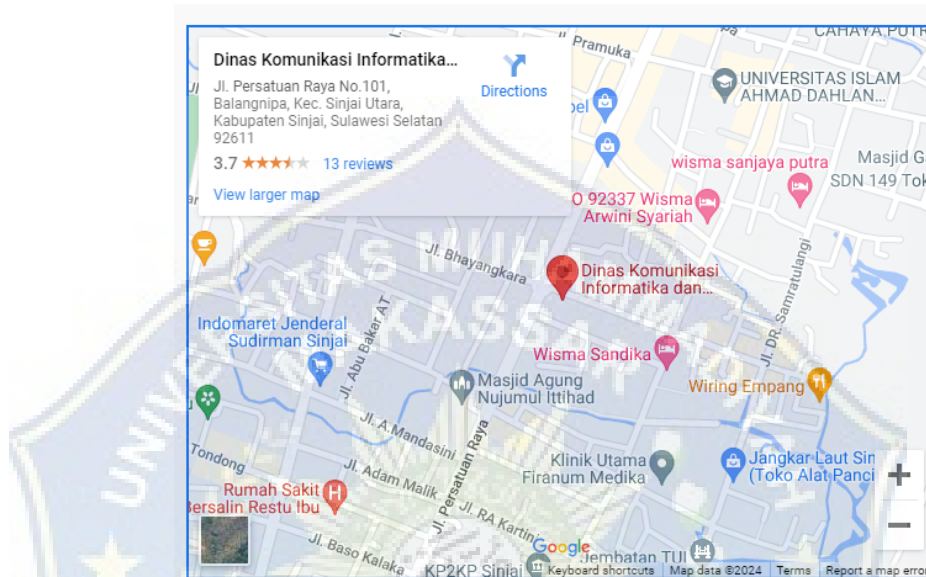 Dinas Komunikasi Informatika...
Directions
Jl. Persatuan Raya No.101,
Balangnipa, Kec. Sinjai Utara,
Kabupaten Sinjai, Sulawesi Selatan
92611
3.7
13 reviews
View larger map
Pramuka
CAHAYA PUTR
UNIVERSITAS ISLAM
AHMAD DAHLAN...
wisma sanjaya putra
Masjid Ga
SDN 149 Tok
O 92337 Wisma
Arwini Syariah
Jl. Bhayangkara
Dinas Komunikasi
Informatika dan...
Jl. DR. Samratulangi
Indomaret Jenderal
Sudirman Sinjai
Jl. Abu Bakar AT
Wisma Sandika
Wiring Empang
Masjid Agung
Nujumul Ittihad
Jl. A.Mandasini
Tondong
Jl. Persatuan Raya
Klinik Utama
Firanum Medika
Jangkar Laut Sin
(Toko Alat Panci
Jl. Adam Malik
Rumah Sakit
Bersalin Restu Ibu
Jl. RA Kartin
Jl. Baso Kalaka
Google
Jembatan TUI
KP2KP Sinjai
Keyboard shortcuts
Map data ©2024
Terms
Report a map error